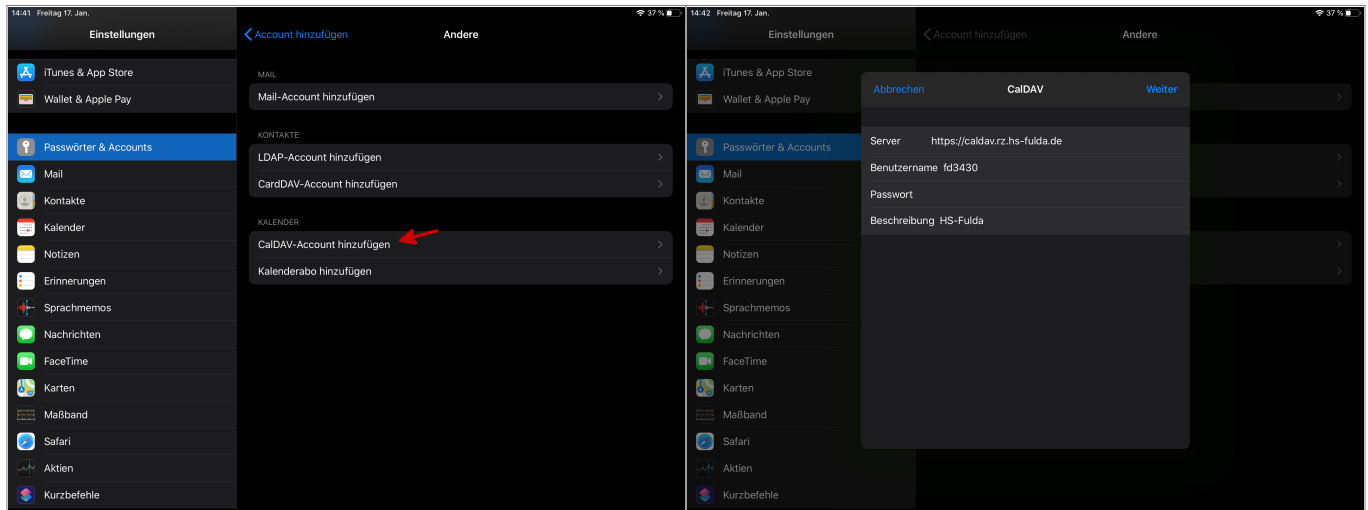 14:41 Freitag 17. Jan.
37 %
Einstellungen
iTunes & App Store
Wallet & Apple Pay
Passwörter & Accounts
Mail
Kontakte
Kalender
Notizen
Erinnerungen
Sprachmemos
Nachrichten
FaceTime
Karten
Maßband
Safari
Aktien
Kurzbefehle
Account hinzufügen
Andere
MAIL
Mail-Account hinzufügen
KONTAKTE
LDAP-Account hinzufügen
CardDAV-Account hinzufügen
KALENDER
CalDAV-Account hinzufügen
Kalenderabo hinzufügen
14:42 Freitag 17. Jan.
37 %
Einstellungen
iTunes & App Store
Wallet & Apple Pay
Passwörter & Accounts
Mail
Kontakte
Kalender
Notizen
Erinnerungen
Sprachmemos
Nachrichten
FaceTime
Karten
Maßband
Safari
Aktien
Kurzbefehle
Account hinzufügen
Andere
Abbrechen
CalDAV
Weiter
Server https://caldav.rz.hs-fulda.de
Benutzername fd3430
Passwort
Beschreibung HS-Fulda